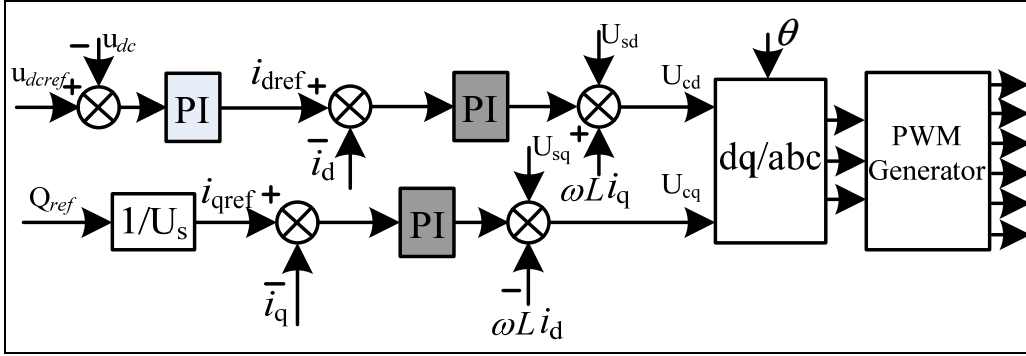 − u_dc
u_dcref +
PI
i_dref +
− i_d
PI
U_sd
+
ωL i_q
U_cd
θ
dq/abc
PWM
Generator
Q_ref
1/U_s
i_qref +
− i_q
PI
U_sq
−
ωL i_d
U_cq